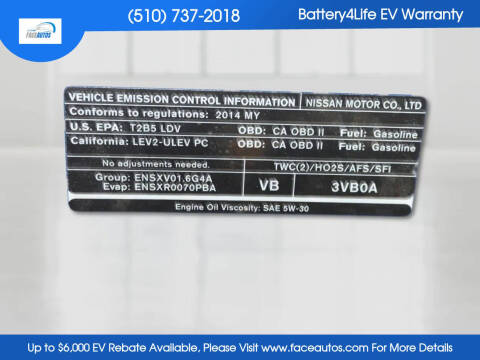 FACEAUTOS
(510) 737-2018
Battery4Life EV Warranty
VEHICLE EMISSION CONTROL INFORMATION NISSAN MOTOR CO., LTD
Conforms to regulations: 2014 MY
U.S. EPA: T2B5 LDV OBD: CA OBD II Fuel: Gasoline
California: LEV2-ULEV PC OBD: CA OBD II Fuel: Gasoline
No adjustments needed. TWC(2)/HO2S/AFS/SFI
Group: ENSXV01.6G4A
Evap: ENSXR0070PBA
VB 3VB0A
Engine Oil Viscosity: SAE 5W-30
Up to $6,000 EV Rebate Available, Please Visit www.faceautos.com For More Details